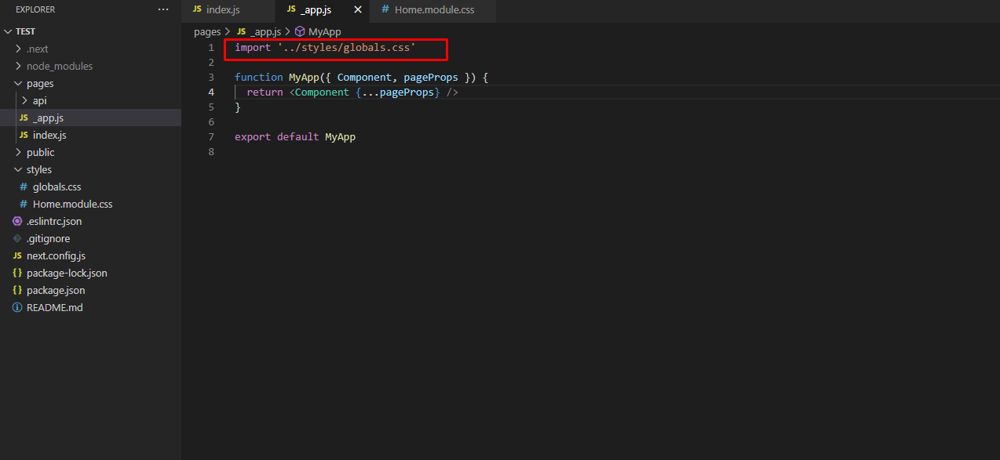 EXPLORER ···
TEST
.next
node_modules
pages
api
JS _app.js
JS index.js
public
styles
# globals.css
# Home.module.css
.eslintrc.json
.gitignore
JS next.config.js
{} package-lock.json
{} package.json
README.md
JS index.js JS _app.js # Home.module.css
pages > JS _app.js > MyApp
1 import '../styles/globals.css'
2
3 function MyApp({ Component, pageProps }) {
4 return <Component {...pageProps} />
5 }
6
7 export default MyApp
8